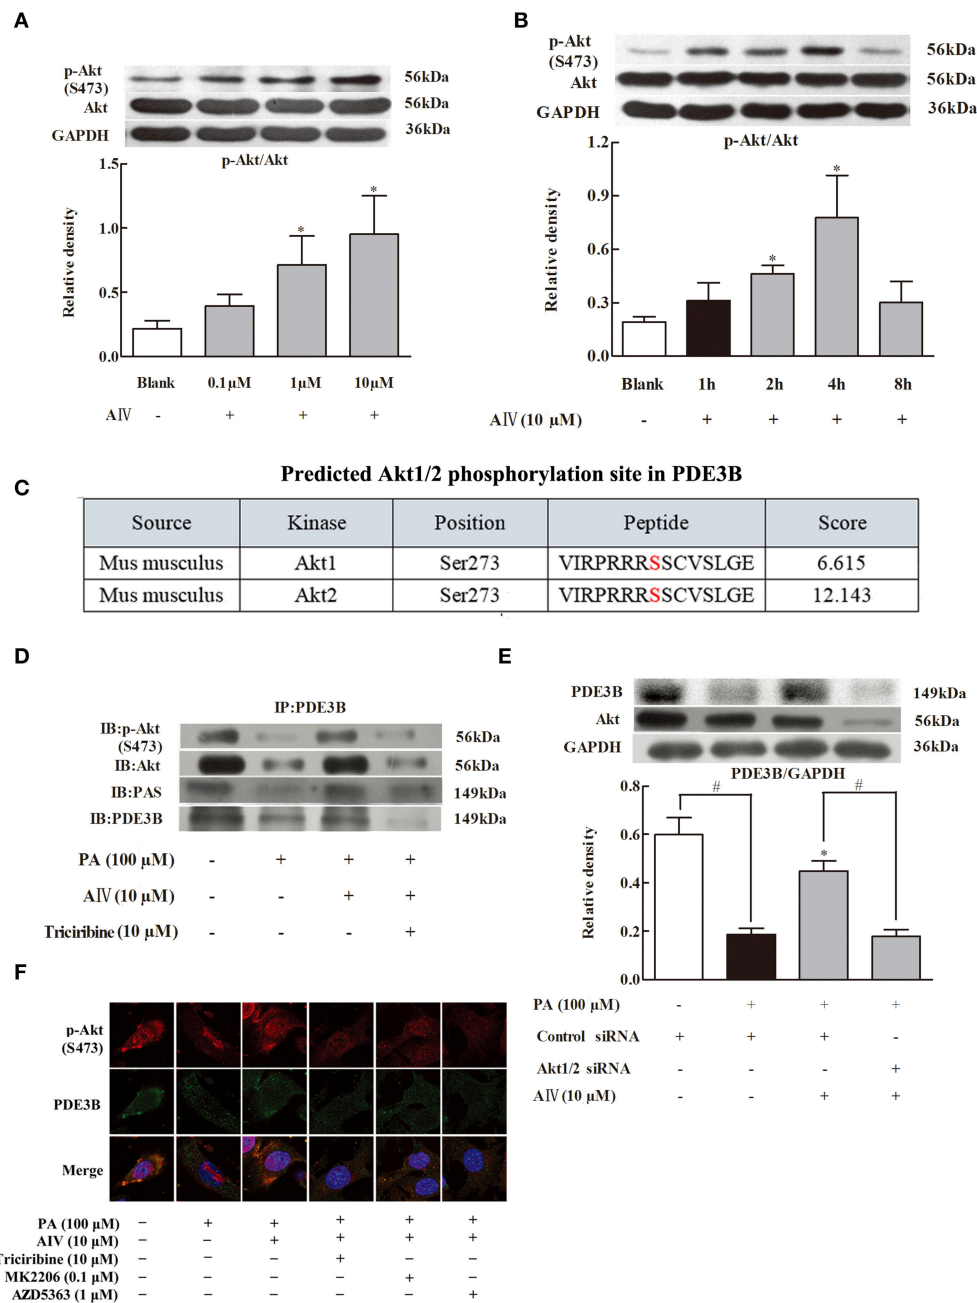 A
p-Akt
(S473)
56kDa
Akt
56kDa
GAPDH
36kDa
p-Akt/Akt
Relative density
1.5
1.0
0.5
0.0
*
*
Blank 0.1μM 1μM 10μM
AⅣ - + + +
B
p-Akt
(S473)
56kDa
Akt
56kDa
GAPDH
36kDa
p-Akt/Akt
Relative density
1.2
0.9
0.6
0.3
0.0
*
*
Blank 1h 2h 4h 8h
AⅣ (10 μM) - + + + +
C
Predicted Akt1/2 phosphorylation site in PDE3B
Source Kinase Position Peptide Score
Mus musculus Akt1 Ser273 VIRPRRRSSCVSLGE 6.615
Mus musculus Akt2 Ser273 VIRPRRRSSCVSLGE 12.143
D
IP:PDE3B
IB:p-Akt
(S473)
56kDa
IB:Akt
56kDa
IB:PAS
149kDa
IB:PDE3B
149kDa
PA (100 μM) - + + +
AⅣ (10 μM) - - + +
Triciribine (10 μM) - - - +
E
PDE3B
149kDa
Akt
56kDa
GAPDH
36kDa
PDE3B/GAPDH
Relative density
0.8
0.6
0.4
0.2
0.0
#
#
*
PA (100 μM) - + + +
Control siRNA + + + -
Akt1/2 siRNA - - - +
AⅣ (10 μM) - - + +
F
p-Akt
(S473)
PDE3B
Merge
PA (100 μM) – + + + + +
AIV (10 μM) – – + + + +
Triciribine (10 μM) – – – + – –
MK2206 (0.1 μM) – – – – + –
AZD5363 (1 μM) – – – – – +